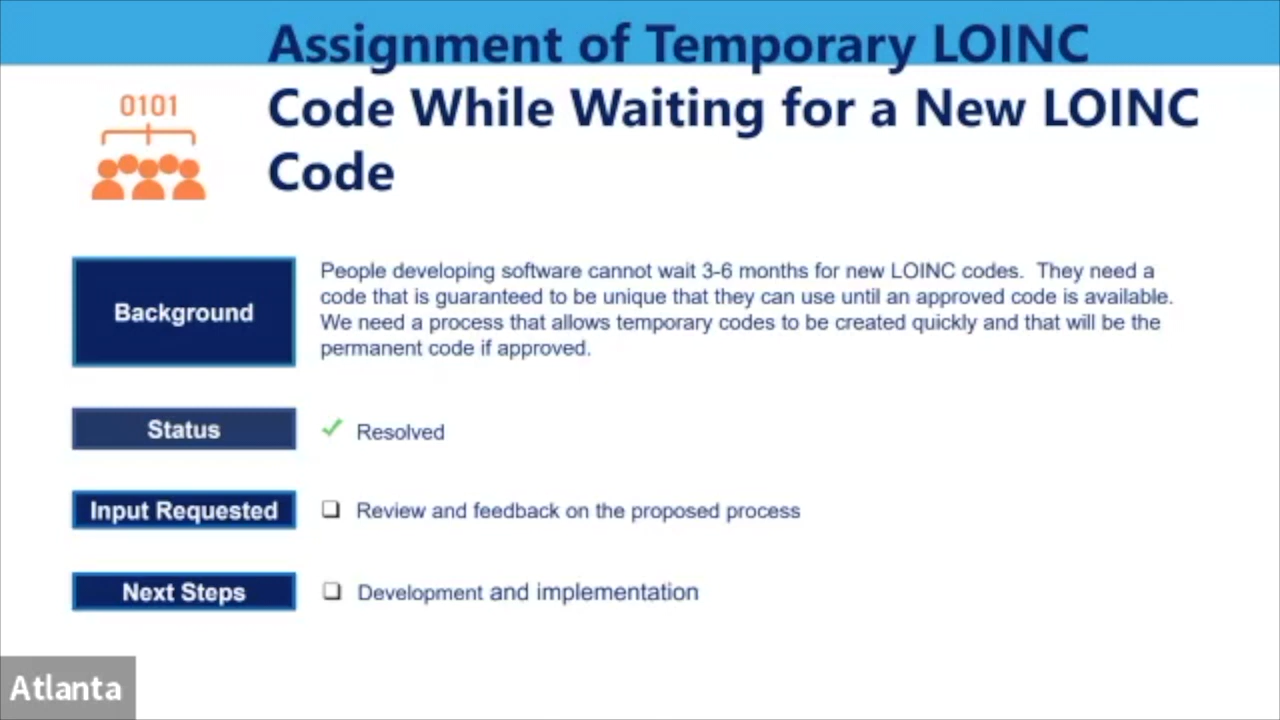 Assignment of Temporary LOINC
Code While Waiting for a New LOINC
Code
0101
Background
People developing software cannot wait 3-6 months for new LOINC codes.  They need a
code that is guaranteed to be unique that they can use until an approved code is available.
We need a process that allows temporary codes to be created quickly and that will be the
permanent code if approved.
Status
Resolved
Input Requested
Review and feedback on the proposed process
Next Steps
Development and implementation
Atlanta